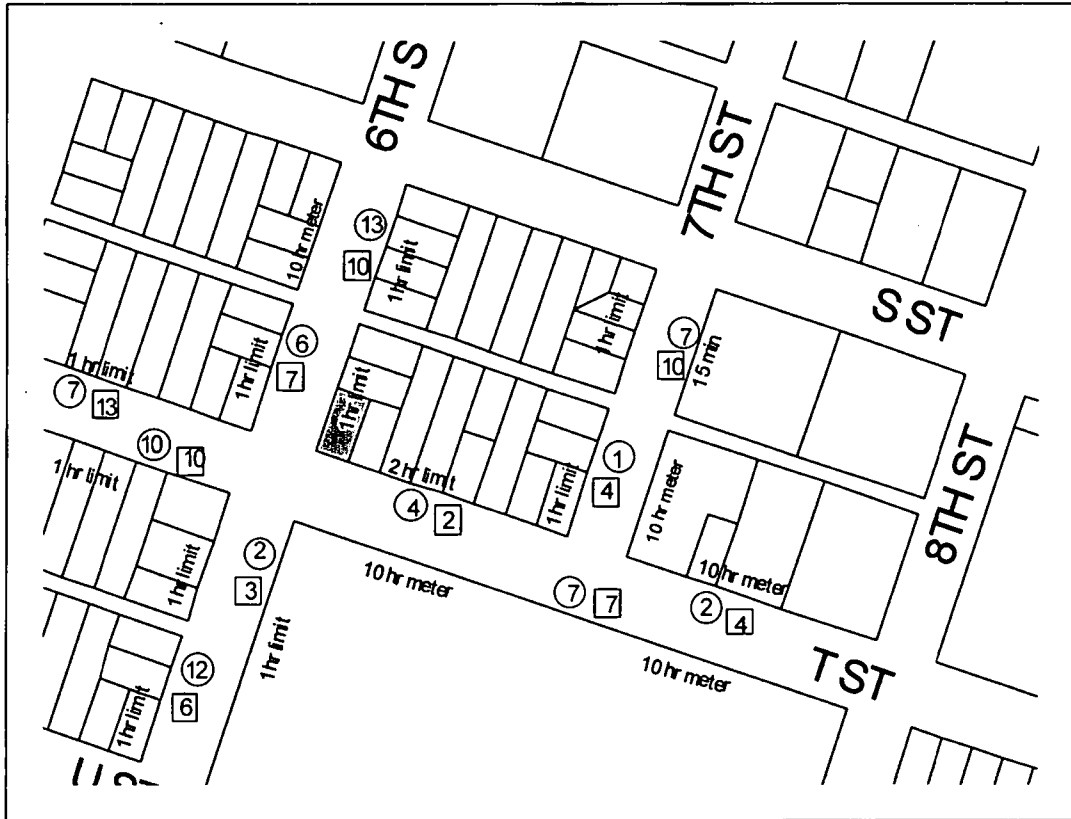 6TH S
7TH ST
10 hr meter
13
10
1 hr limit
S ST
7
10
15 min
1 hr limit
6
7
1 hr limit
1 hr limit
7
13
1 hr limit
2 hr limit
4
2
1
4
1 hr limit
10 hr meter
8TH ST
10
10
1 hr limit
1 hr limit
2
3
10 hr meter
7
7
10 hr meter
2
4
1 hr limit
10 hr meter
T ST
12
6
1 hr limit